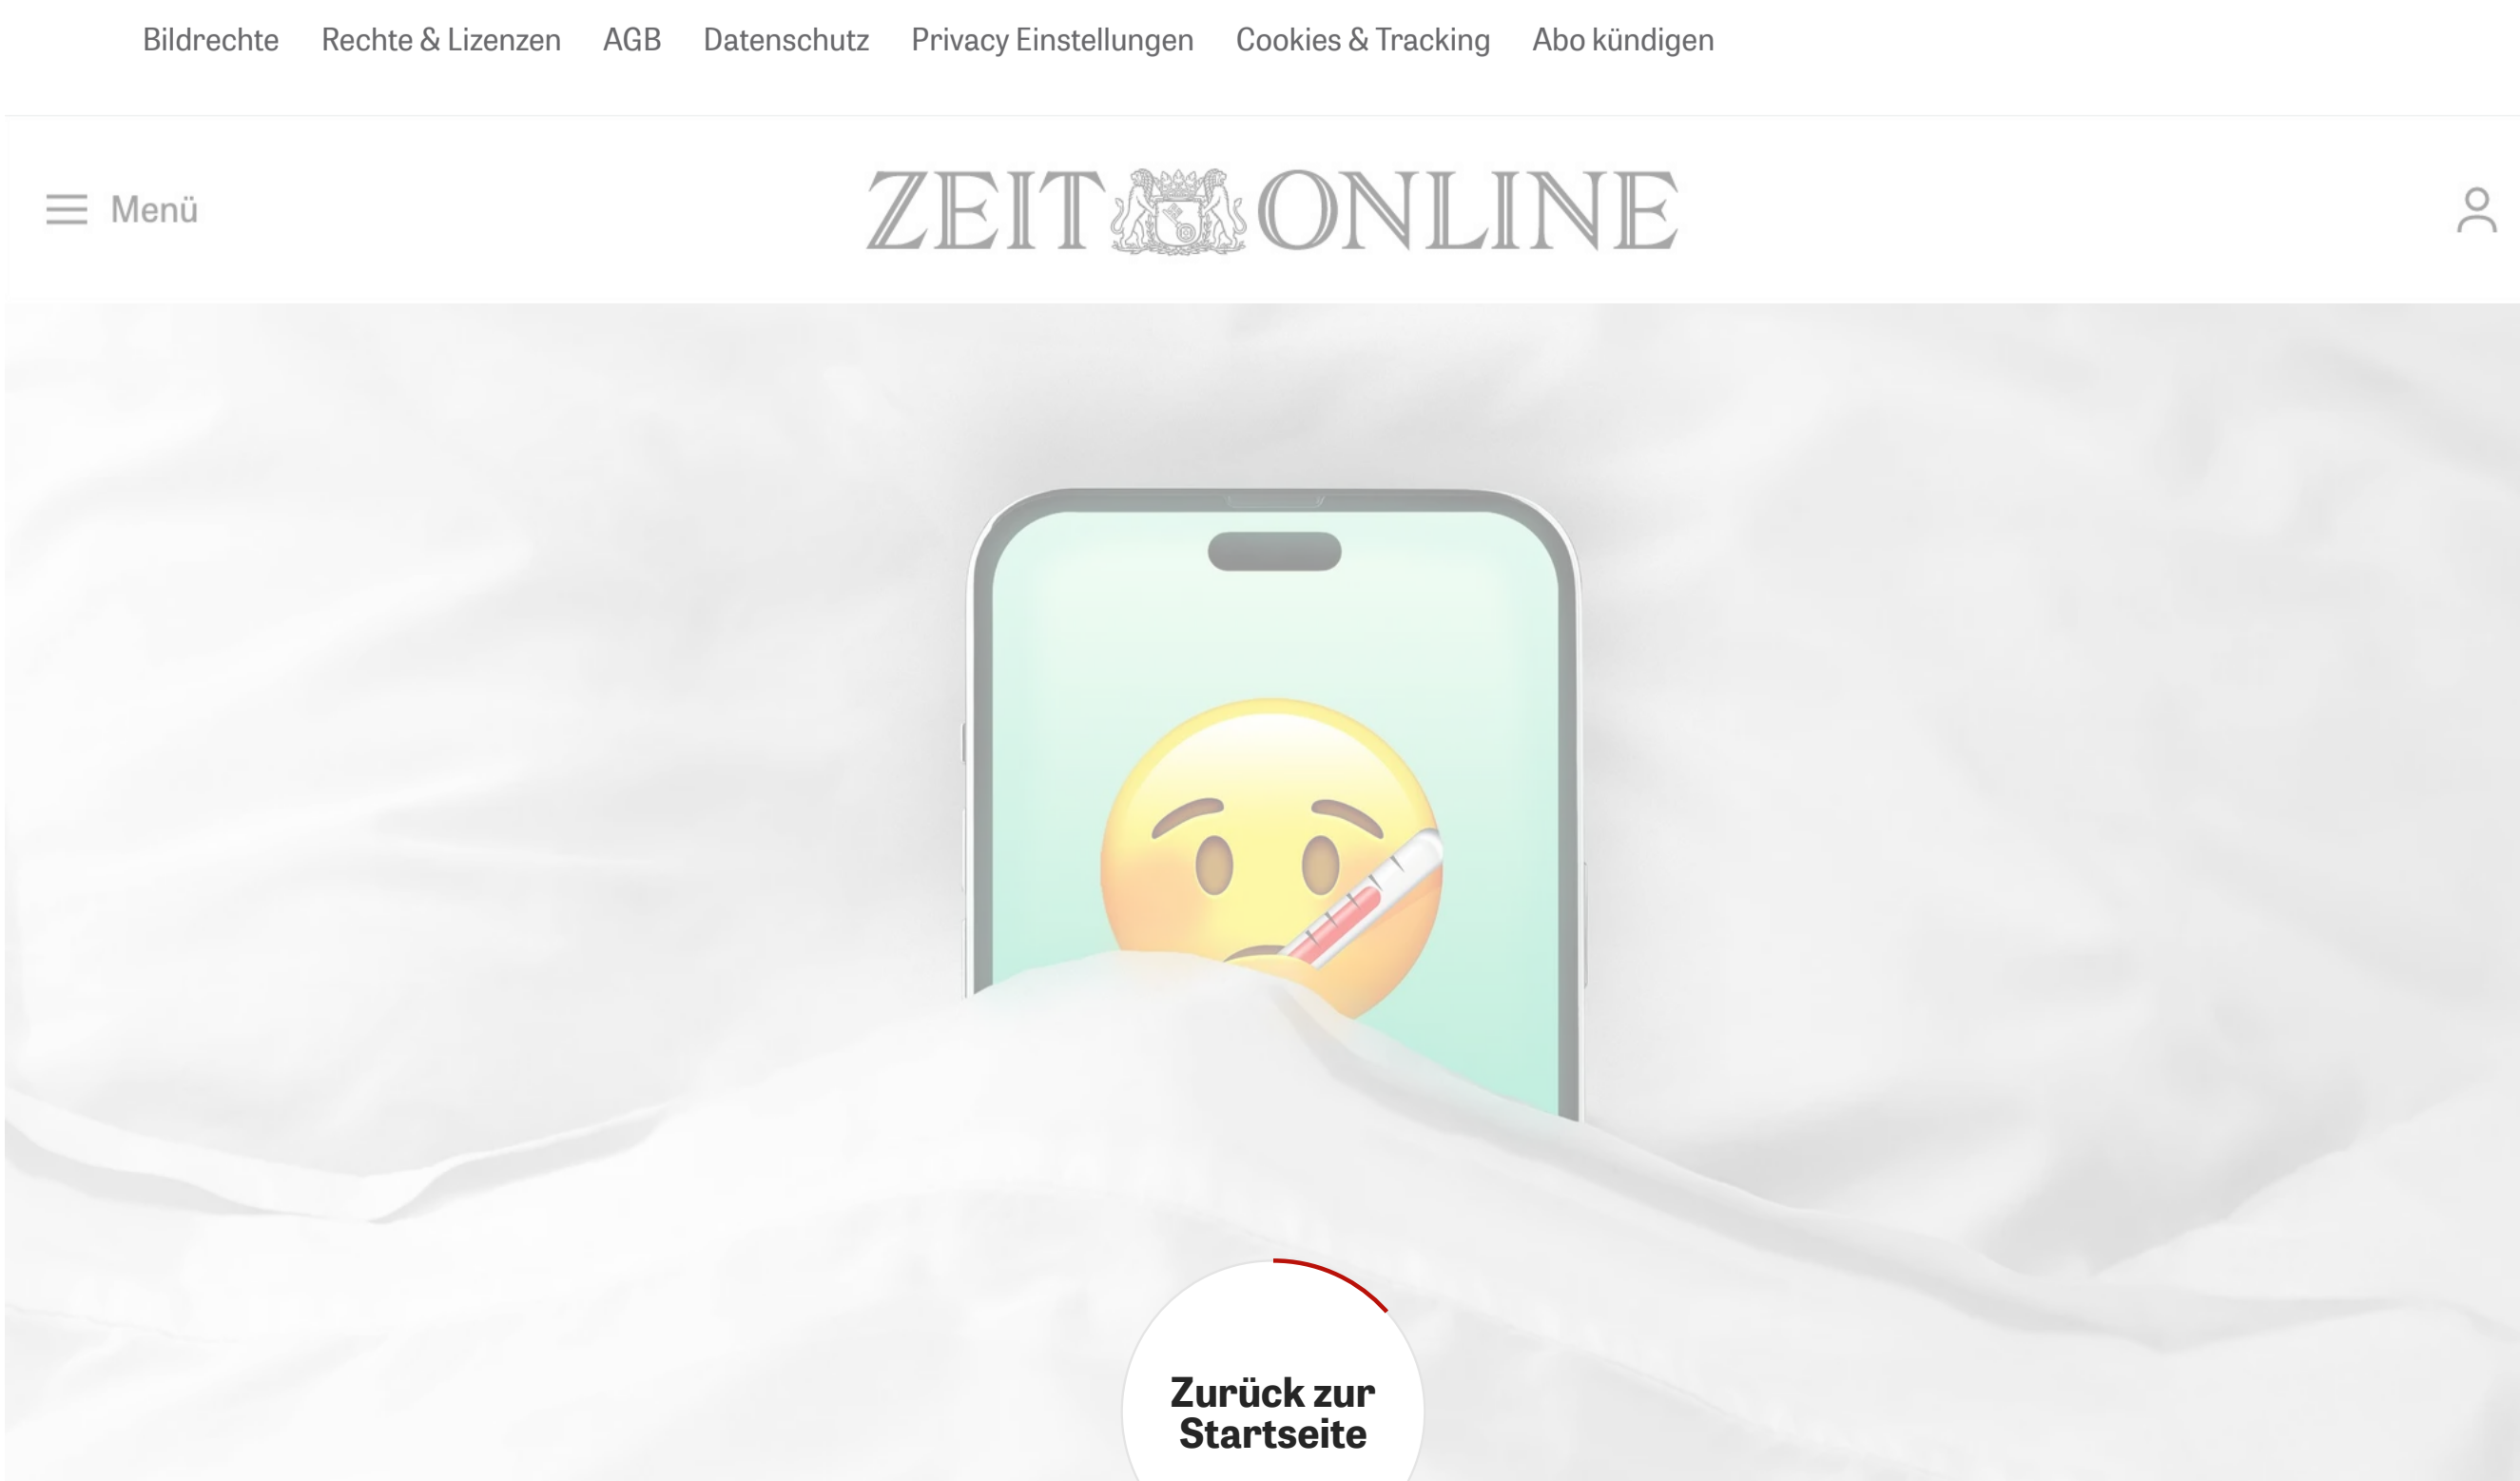 Bildrechte Rechte & Lizenzen AGB Datenschutz Privacy Einstellungen Cookies & Tracking Abo kündigen
Menü ZEIT ONLINE
Zurück zur
Startseite